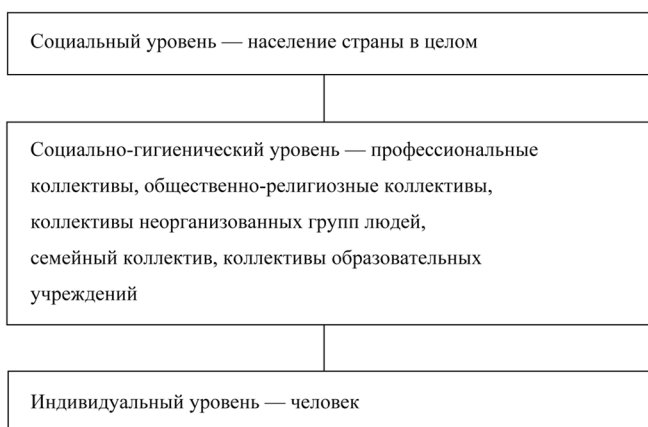 Социальный уровень — население страны в целом
Социально-гигиенический уровень — профессиональные
коллективы, общественно-религиозные коллективы,
коллективы неорганизованных групп людей,
семейный коллектив, коллективы образовательных
учреждений
Индивидуальный уровень — человек